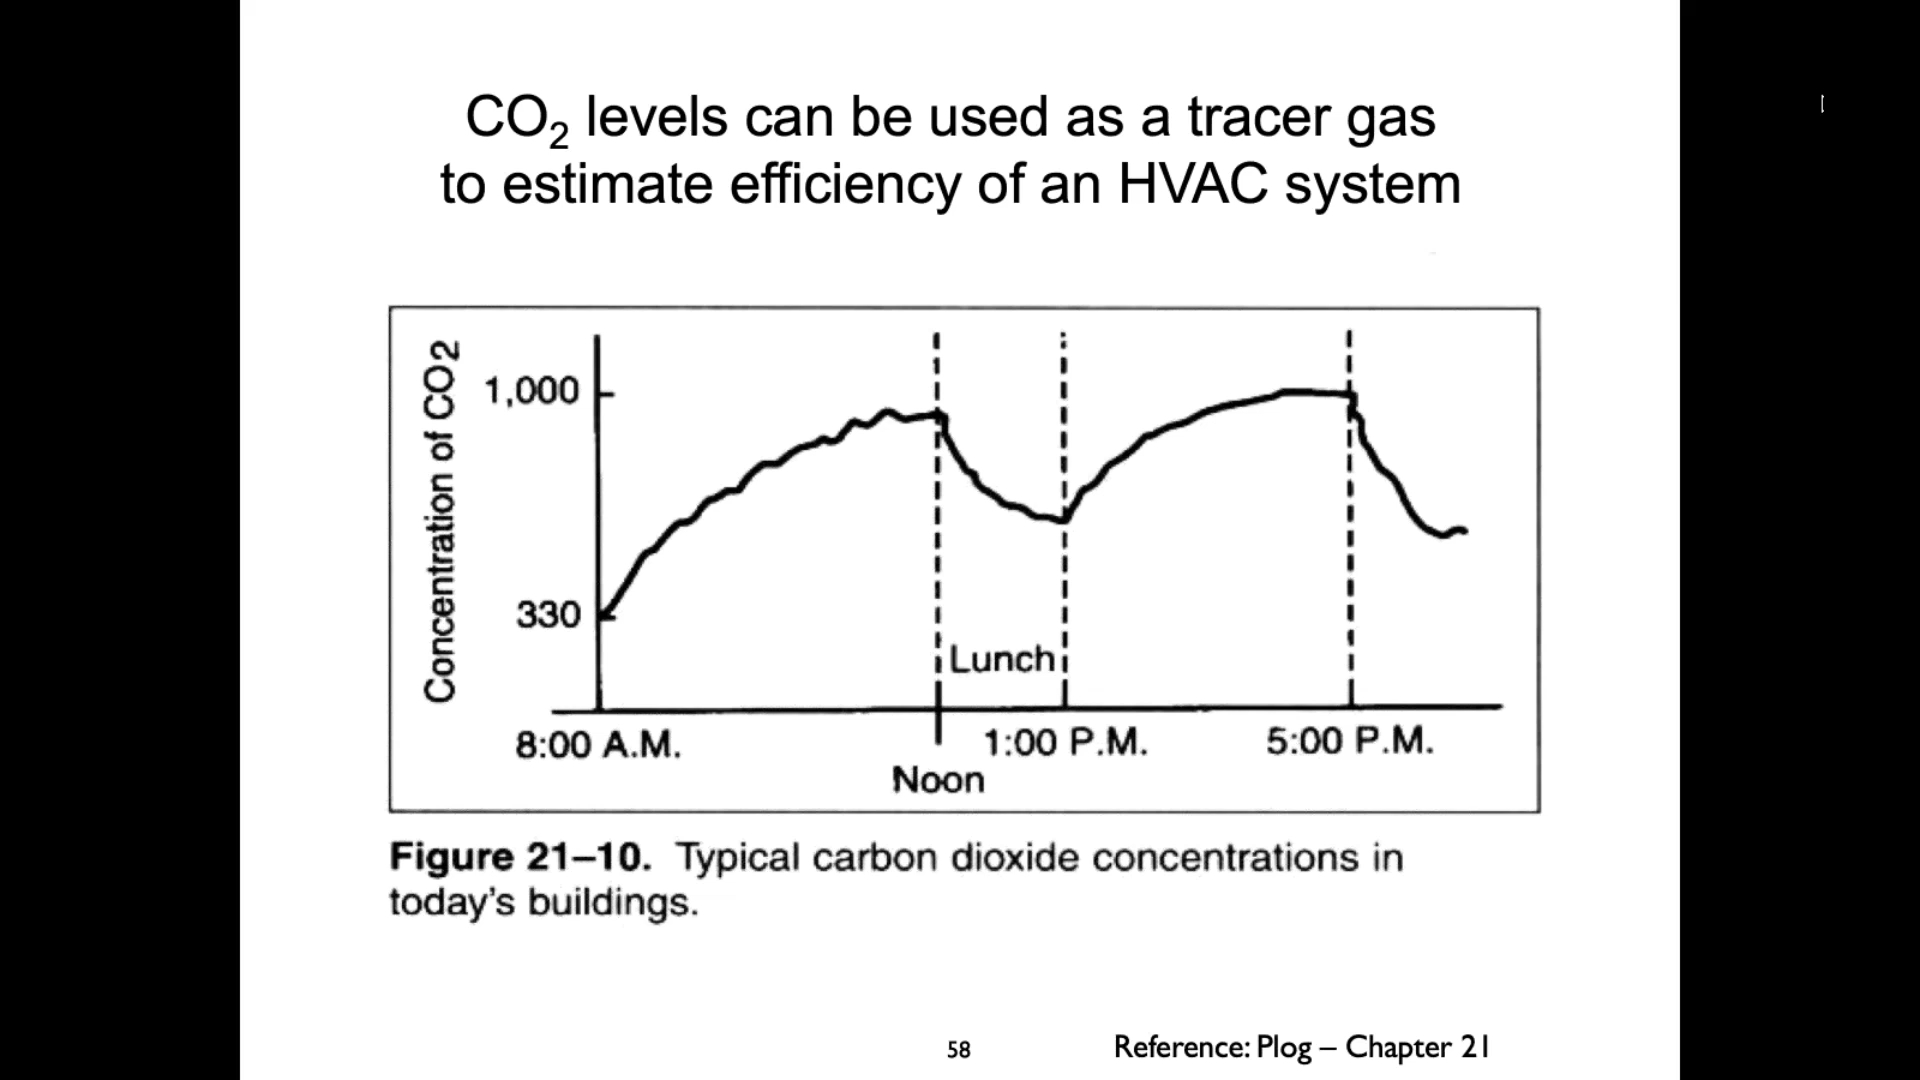 CO₂ levels can be used as a tracer gas
to estimate efficiency of an HVAC system
Concentration of CO2
1,000
330
Lunch
8:00 A.M.
Noon
1:00 P.M.
5:00 P.M.
Figure 21–10. Typical carbon dioxide concentrations in
today's buildings.
58
Reference: Plog – Chapter 21